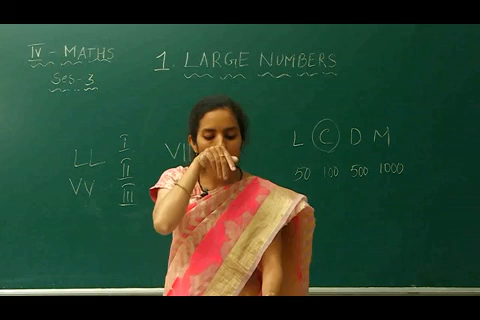 IV - MATHS
Ses - 3
1. LARGE NUMBERS
I
LL II
VV III
VI
L C D M
50 100 500 1000